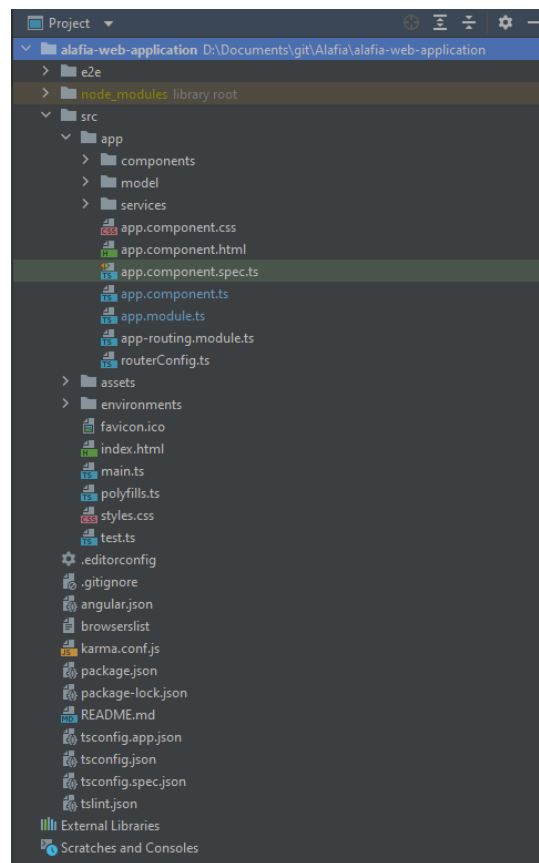 Project
alafia-web-application D:\Documents\git\Alafia\alafia-web-application
e2e
node_modules library root
src
app
components
model
services
app.component.css
app.component.html
app.component.spec.ts
app.component.ts
app.module.ts
app-routing.module.ts
routerConfig.ts
assets
environments
favicon.ico
index.html
main.ts
polyfills.ts
styles.css
test.ts
.editorconfig
.gitignore
angular.json
browserslist
karma.conf.js
package.json
package-lock.json
README.md
tsconfig.app.json
tsconfig.json
tsconfig.spec.json
tslint.json
External Libraries
Scratches and Consoles